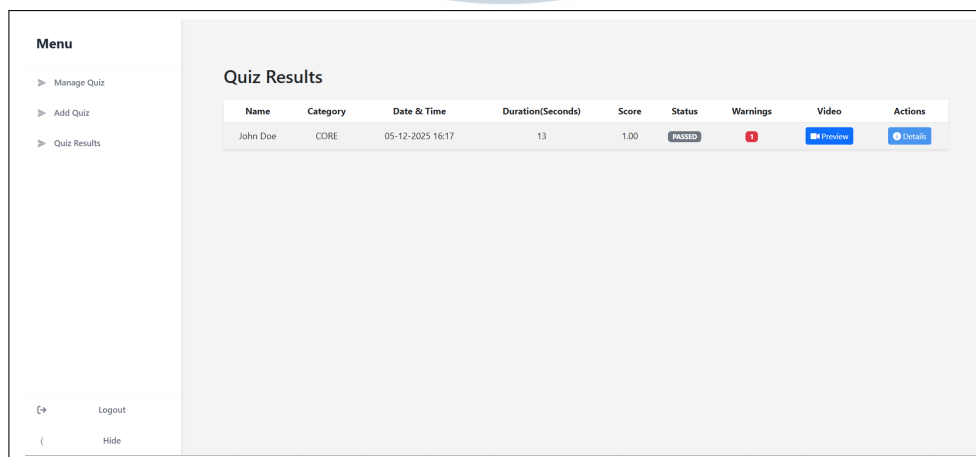 Menu
Manage Quiz
Add Quiz
Quiz Results
Logout
( Hide
Quiz Results
Name Category Date & Time Duration(Seconds) Score Status Warnings Video Actions
John Doe CORE 05-12-2025 16:17 13 1.00 PASSED 1 Preview Details